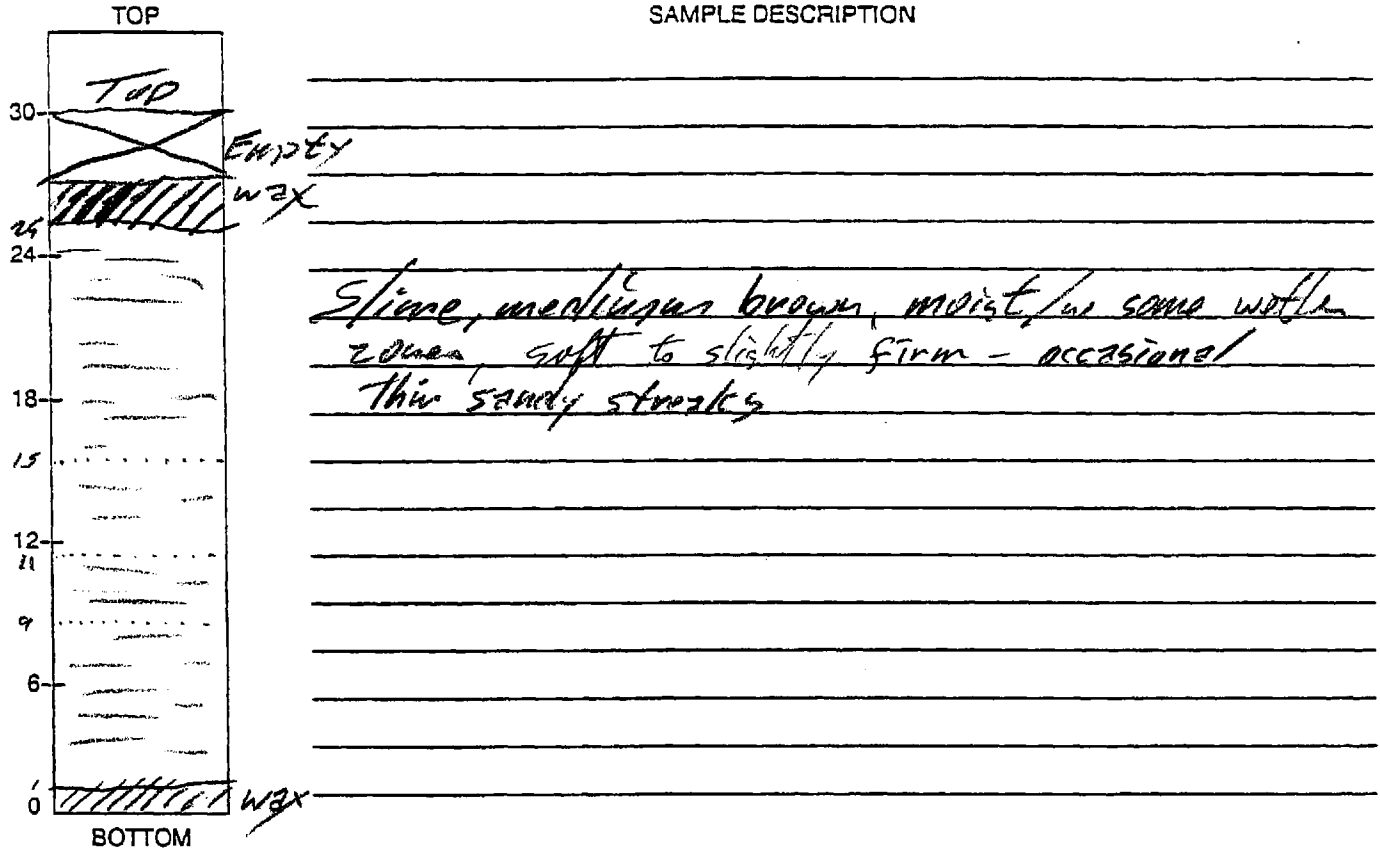 TOP
SAMPLE DESCRIPTION
Top
30
Empty
wax
25
24
Slime, medium brown, moist/w some wetter
zones, soft to slightly firm – occasional
18
thin sandy streaks
15
12
11
9
6
1
0
wax
BOTTOM